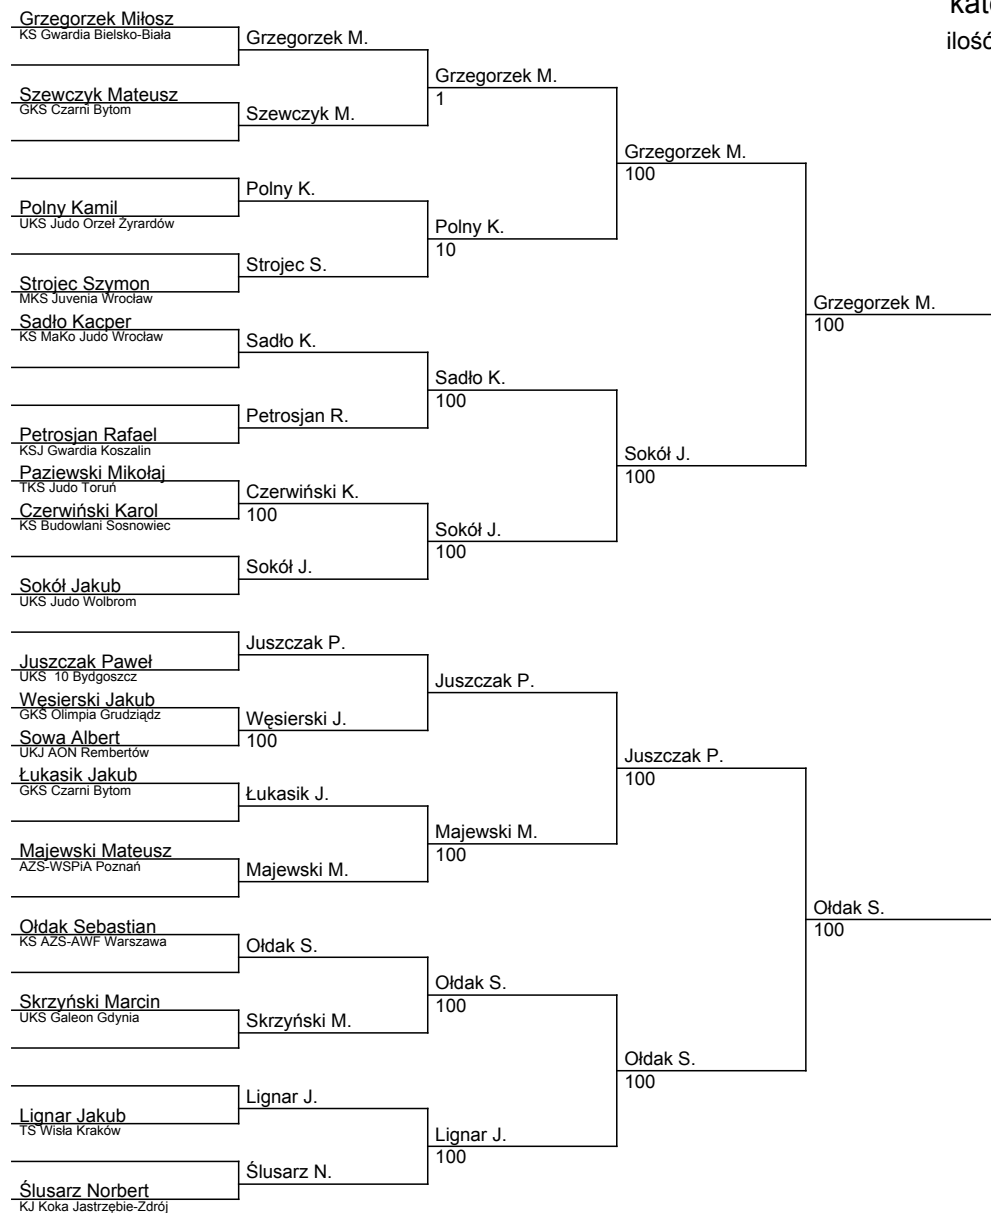 Grzegorzek Miłosz
KS Gwardia Bielsko-Biała
Szewczyk Mateusz
GKS Czarni Bytom
Polny Kamil
UKS Judo Orzeł Żyrardów
Strojec Szymon
MKS Juvenia Wrocław
Sadło Kacper
KS MaKo Judo Wrocław
Petrosjan Rafael
KSJ Gwardia Koszalin
Paziewski Mikołaj
TKS Judo Toruń
Czerwiński Karol
KS Budowlani Sosnowiec
Sokół Jakub
UKS Judo Wolbrom
Juszczak Paweł
UKS 10 Bydgoszcz
Węsierski Jakub
GKS Olimpia Grudziądz
Sowa Albert
UKJ AON Rembertów
Łukasik Jakub
GKS Czarni Bytom
Majewski Mateusz
AZS-WSPiA Poznań
Ołdak Sebastian
KS AZS-AWF Warszawa
Skrzyński Marcin
UKS Galeon Gdynia
Lignar Jakub
TS Wisła Kraków
Ślusarz Norbert
KJ Koka Jastrzębie-Zdrój
Grzegorzek M.
Szewczyk M.
Polny K.
Strojec S.
Sadło K.
Petrosjan R.
Czerwiński K.
100
Sokół J.
Juszczak P.
Węsierski J.
100
Łukasik J.
Majewski M.
Ołdak S.
Skrzyński M.
Lignar J.
Ślusarz N.
Grzegorzek M.
1
Polny K.
10
Sadło K.
100
Sokół J.
100
Juszczak P.
Majewski M.
100
Ołdak S.
100
Lignar J.
100
Grzegorzek M.
100
Sokół J.
100
Juszczak P.
100
Ołdak S.
100
Grzegorzek M.
100
Ołdak S.
100
ilość